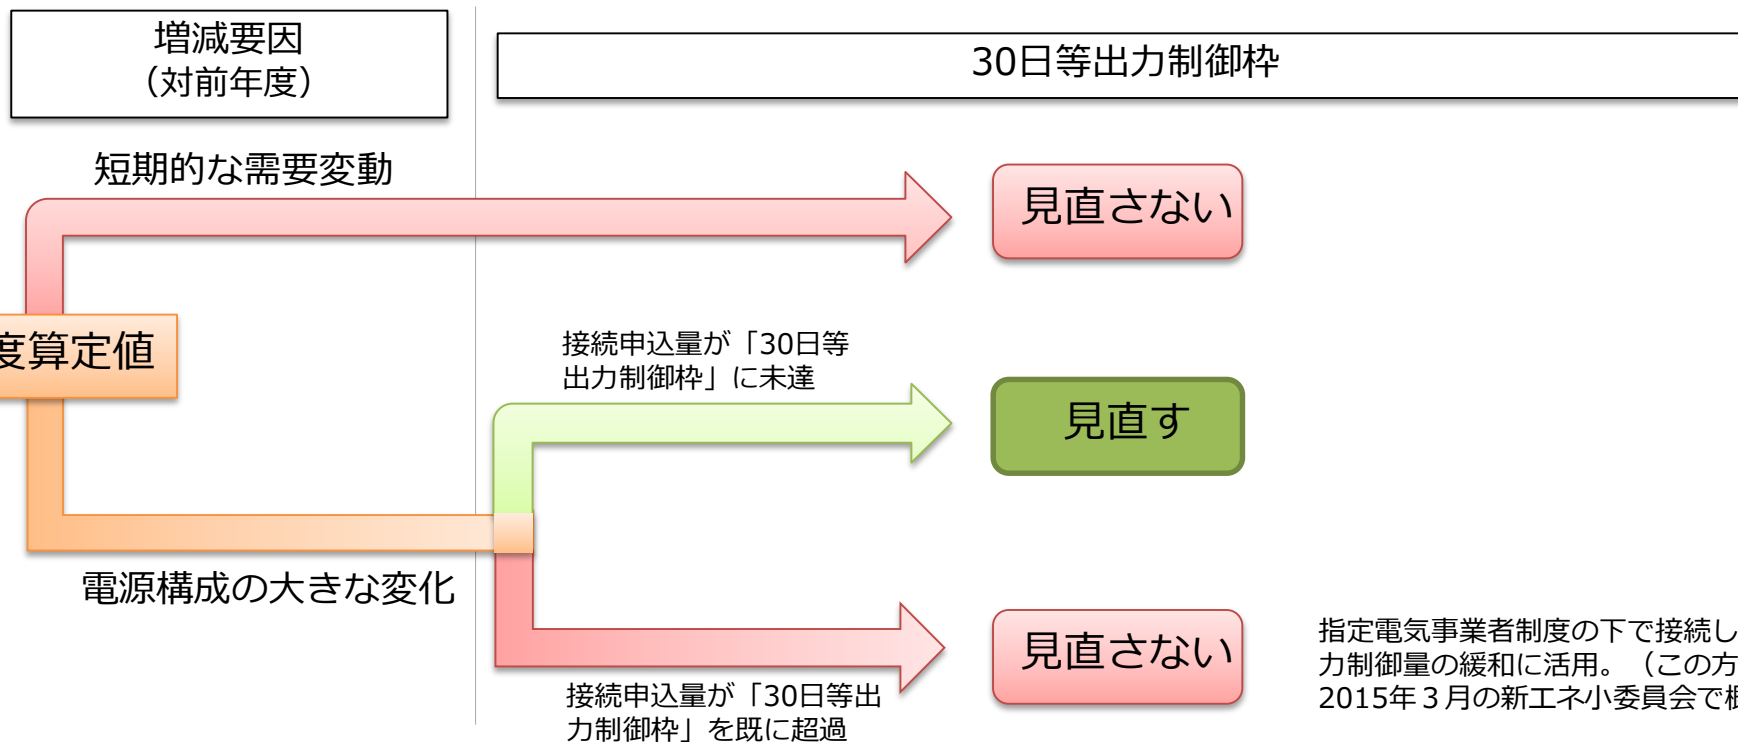 増減要因
（対前年度）
30日等出力制御枠
短期的な需要変動
見直さない
度算定値
接続申込量が「30日等
出力制御枠」に未達
見直す
電源構成の大きな変化
見直さない
接続申込量が「30日等出
力制御枠」を既に超過
指定電気事業者制度の下で接続し
力制御量の緩和に活用。（この方
2015年３月の新エネ小委員会で概